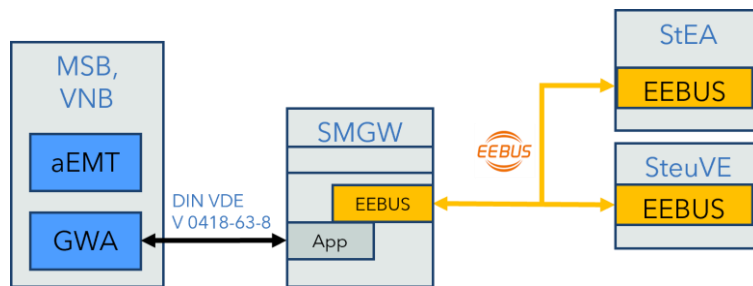 MSB,
VNB
aEMT
GWA
DIN VDE
V 0418-63-8
SMGW
EEBUS
App
EEBUS
StEA
EEBUS
SteuVE
EEBUS